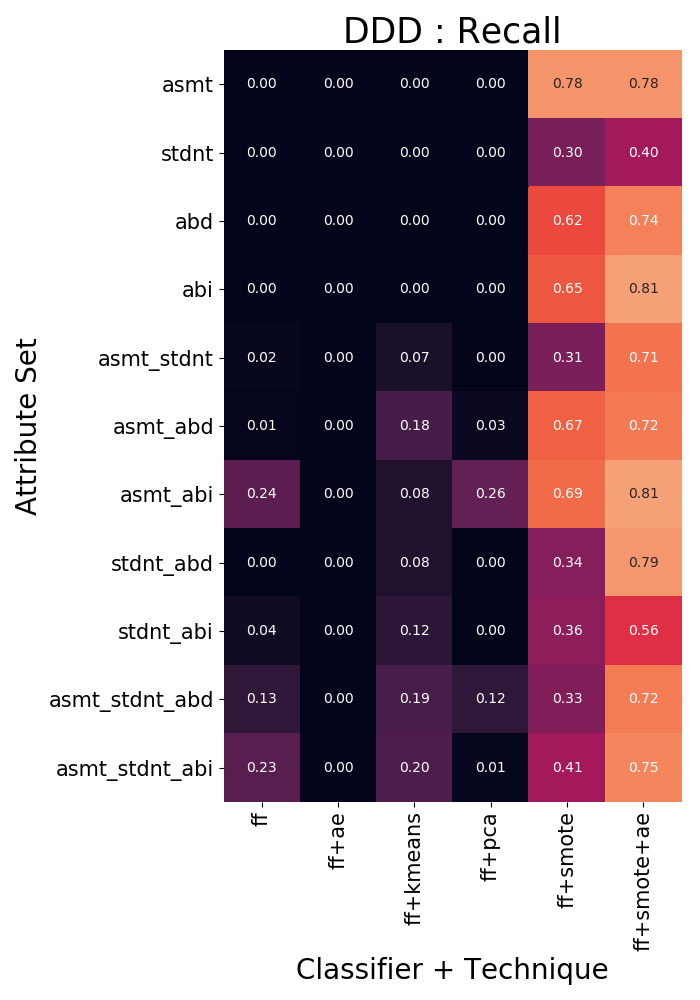 DDD : Recall
Attribute Set
asmt 0.00 0.00 0.00 0.00 0.78 0.78
stdnt 0.00 0.00 0.00 0.00 0.30 0.40
abd 0.00 0.00 0.00 0.00 0.62 0.74
abi 0.00 0.00 0.00 0.00 0.65 0.81
asmt_stdnt 0.02 0.00 0.07 0.00 0.31 0.71
asmt_abd 0.01 0.00 0.18 0.03 0.67 0.72
asmt_abi 0.24 0.00 0.08 0.26 0.69 0.81
stdnt_abd 0.00 0.00 0.08 0.00 0.34 0.79
stdnt_abi 0.04 0.00 0.12 0.00 0.36 0.56
asmt_stdnt_abd 0.13 0.00 0.19 0.12 0.33 0.72
asmt_stdnt_abi 0.23 0.00 0.20 0.01 0.41 0.75
ff ff+ae ff+kmeans ff+pca ff+smote ff+smote+ae
Classifier + Technique